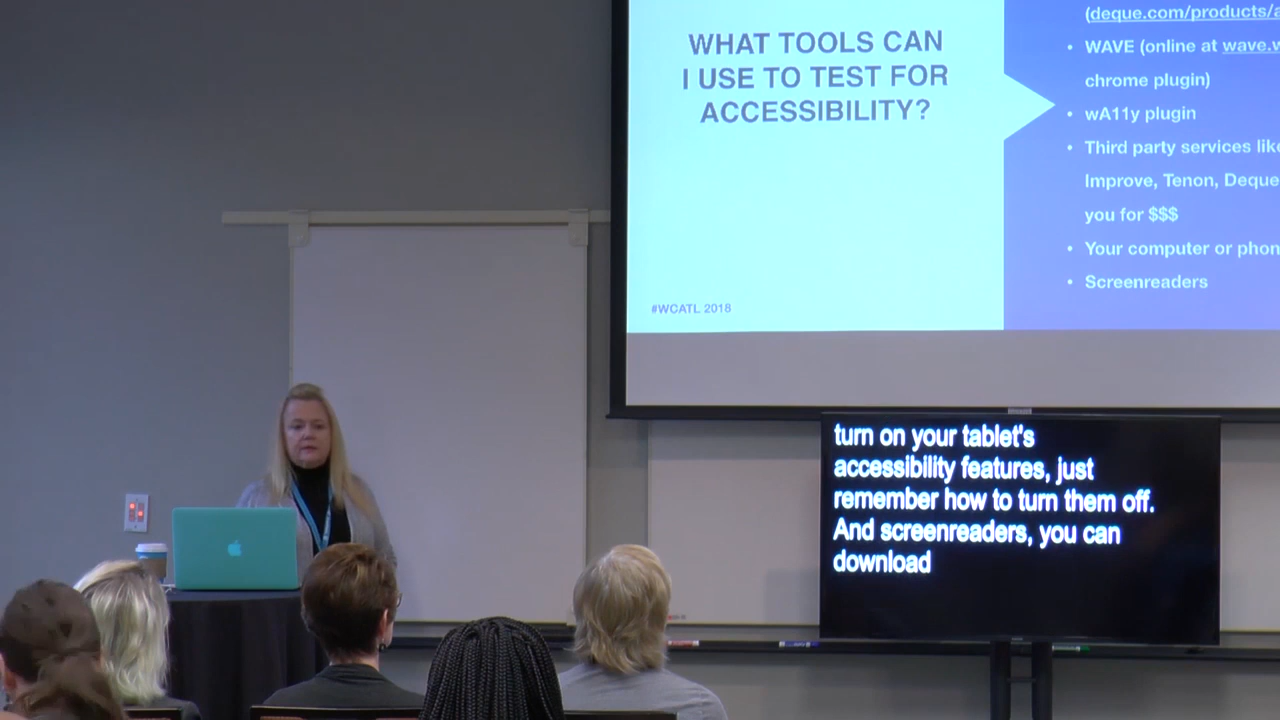 WHAT TOOLS CAN
I USE TO TEST FOR
ACCESSIBILITY?
#WCATL 2018
(deque.com/products/a
• WAVE (online at wave.w
chrome plugin)
• wA11y plugin
• Third party services like
Improve, Tenon, Deque
you for $$$
• Your computer or phon
• Screenreaders
turn on your tablet's
accessibility features, just
remember how to turn them off.
And screenreaders, you can
download